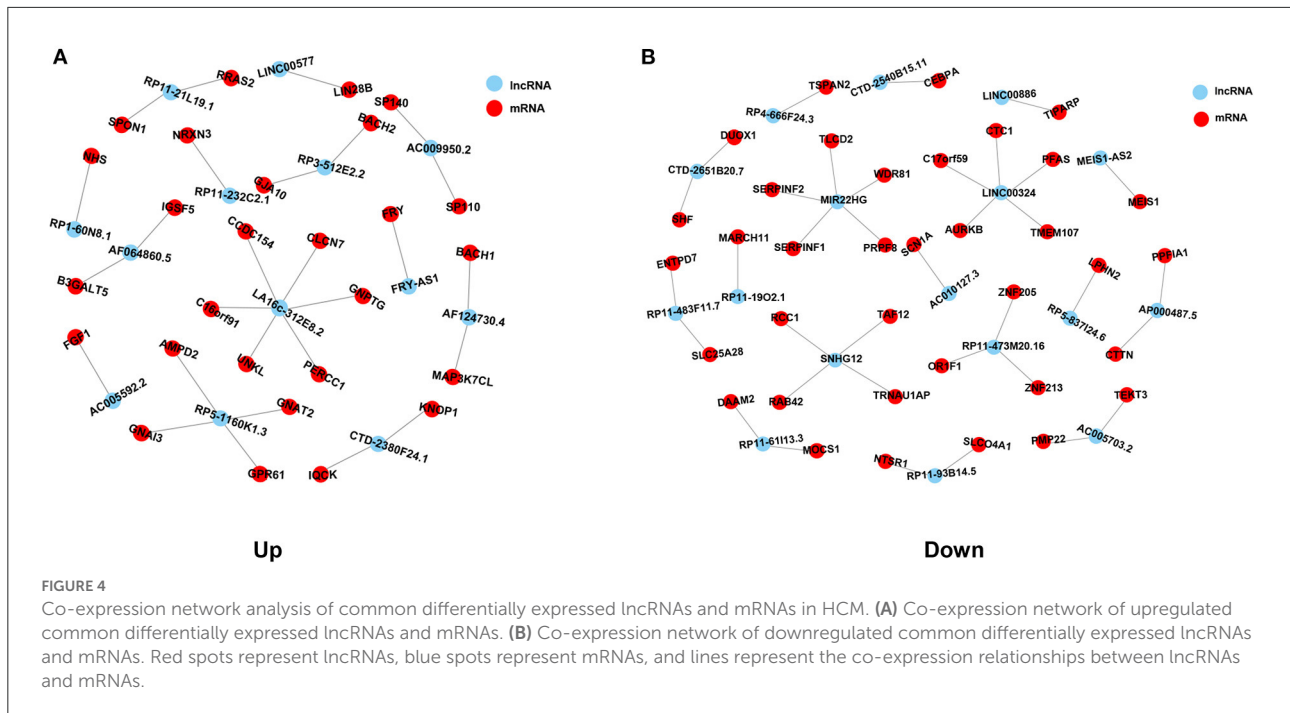 A
B
LINC00577
RRAS2
RP11-21L19.1
LIN28B
SPON1
SP140
BACH2
NRXN3
AC009950.2
NHS
RP3-512E2.2
GJA10
RP11-232C2.1
IGSF5
SP110
FRY
RP1-60N8.1
CCDC154
CLCN7
AF064860.5
BACH1
B3GALT5
FRY-AS1
GNPTG
LA16c-312E8.2
C16orf91
AF124730.4
FGF1
AMPD2
UNKL
PERCC1
MAP3K7CL
AC005592.2
GNAT2
KNOP1
RP5-1160K1.3
GNAI3
CTD-2380F24.1
GPR61
IQCK
lncRNA
mRNA
Up
TSPAN2
CTD-2540B15.11
CEBPA
RP4-666F24.3
LINC00886
TIPARP
lncRNA
mRNA
DUOX1
TLCD2
CTC1
CTD-2651B20.7
C17orf59
PFAS
MEIS1-AS2
WDR81
SERPINF2
MIR22HG
LINC00324
MEIS1
SHF
AURKB
TMEM107
MARCH11
SERPINF1
PRPF8
SCN1A
ENTPD7
LPHN2
PPFIA1
RP11-19O2.1
AC010127.3
ZNF205
RP11-483F11.7
RCC1
TAF12
RP5-837I24.6
AP000487.5
SLC25A28
SNHG12
RP11-473M20.16
CTTN
OR1F1
ZNF213
RAB42
TRNAU1AP
DAAM2
TEKT3
RP11-61I13.3
MOCS1
SLCO4A1
PMP22
AC005703.2
NTSR1
RP11-93B14.5
Down
FIGURE 4
Co-expression network analysis of common differentially expressed lncRNAs and mRNAs in HCM. (A) Co-expression network of upregulated
common differentially expressed lncRNAs and mRNAs. (B) Co-expression network of downregulated common differentially expressed lncRNAs
and mRNAs. Red spots represent lncRNAs, blue spots represent mRNAs, and lines represent the co-expression relationships between lncRNAs
and mRNAs.